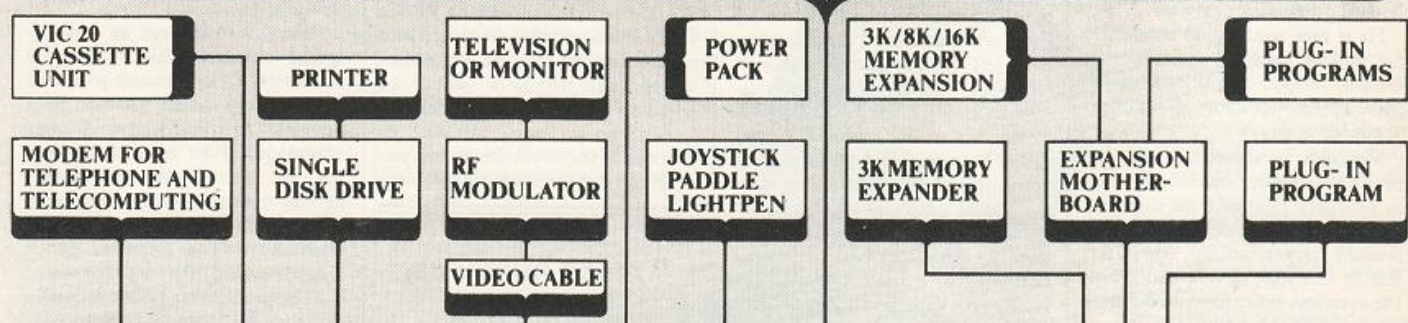 VIC 20
CASSETTE
UNIT
PRINTER
TELEVISION
OR MONITOR
POWER
PACK
3K/8K/16K
MEMORY
EXPANSION
PLUG- IN
PROGRAMS
MODEM FOR
TELEPHONE AND
TELECOMPUTING
SINGLE
DISK DRIVE
RF
MODULATOR
JOYSTICK
PADDLE
LIGHTPEN
3K MEMORY
EXPANDER
EXPANSION
MOTHER-
BOARD
PLUG- IN
PROGRAM
VIDEO CABLE